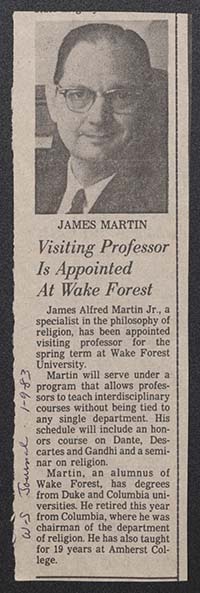 JAMES MARTIN
Visiting Professor
Is Appointed
At Wake Forest
James Alfred Martin Jr., a
specialist in the philosophy of
religion, has been appointed
visiting professor for the
spring term at Wake Forest
University.
Martin will serve under a
program that allows profes-
sors to teach interdisciplinary
courses without being tied to
any single department. His
schedule will include an hon-
ors course on Dante, Des-
cartes and Gandhi and a semi-
nar on religion.
Martin, an alumnus of
Wake Forest, has degrees
from Duke and Columbia uni-
versities. He retired this year
from Columbia, where he was
chairman of the department
of religion. He has also taught
for 19 years at Amherst Col-
lege.
W-S Journal 1-9-83